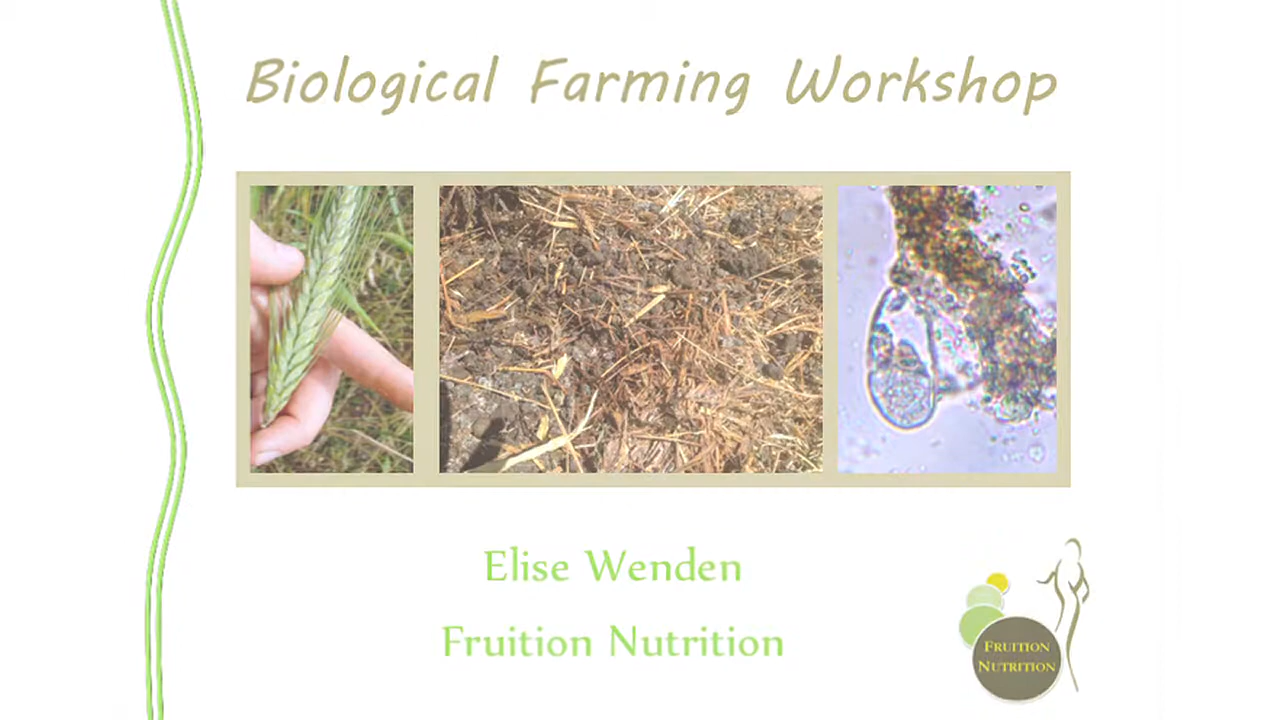 Biological Farming Workshop
Elise Wenden
Fruition Nutrition
FRUITION
NUTRITION